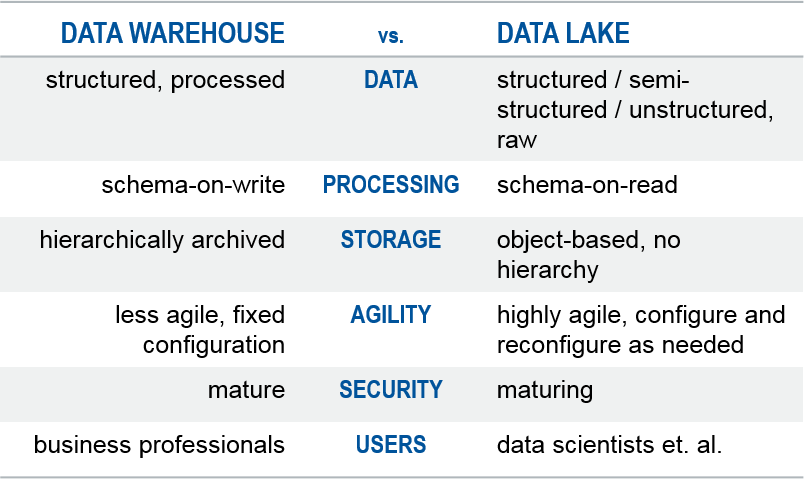 DATA WAREHOUSE vs. DATA LAKE
structured, processed DATA structured / semi-
structured / unstructured,
raw
schema-on-write PROCESSING schema-on-read
hierarchically archived STORAGE object-based, no
hierarchy
less agile, fixed AGILITY highly agile, configure and
configuration reconfigure as needed
mature SECURITY maturing
business professionals USERS data scientists et. al.